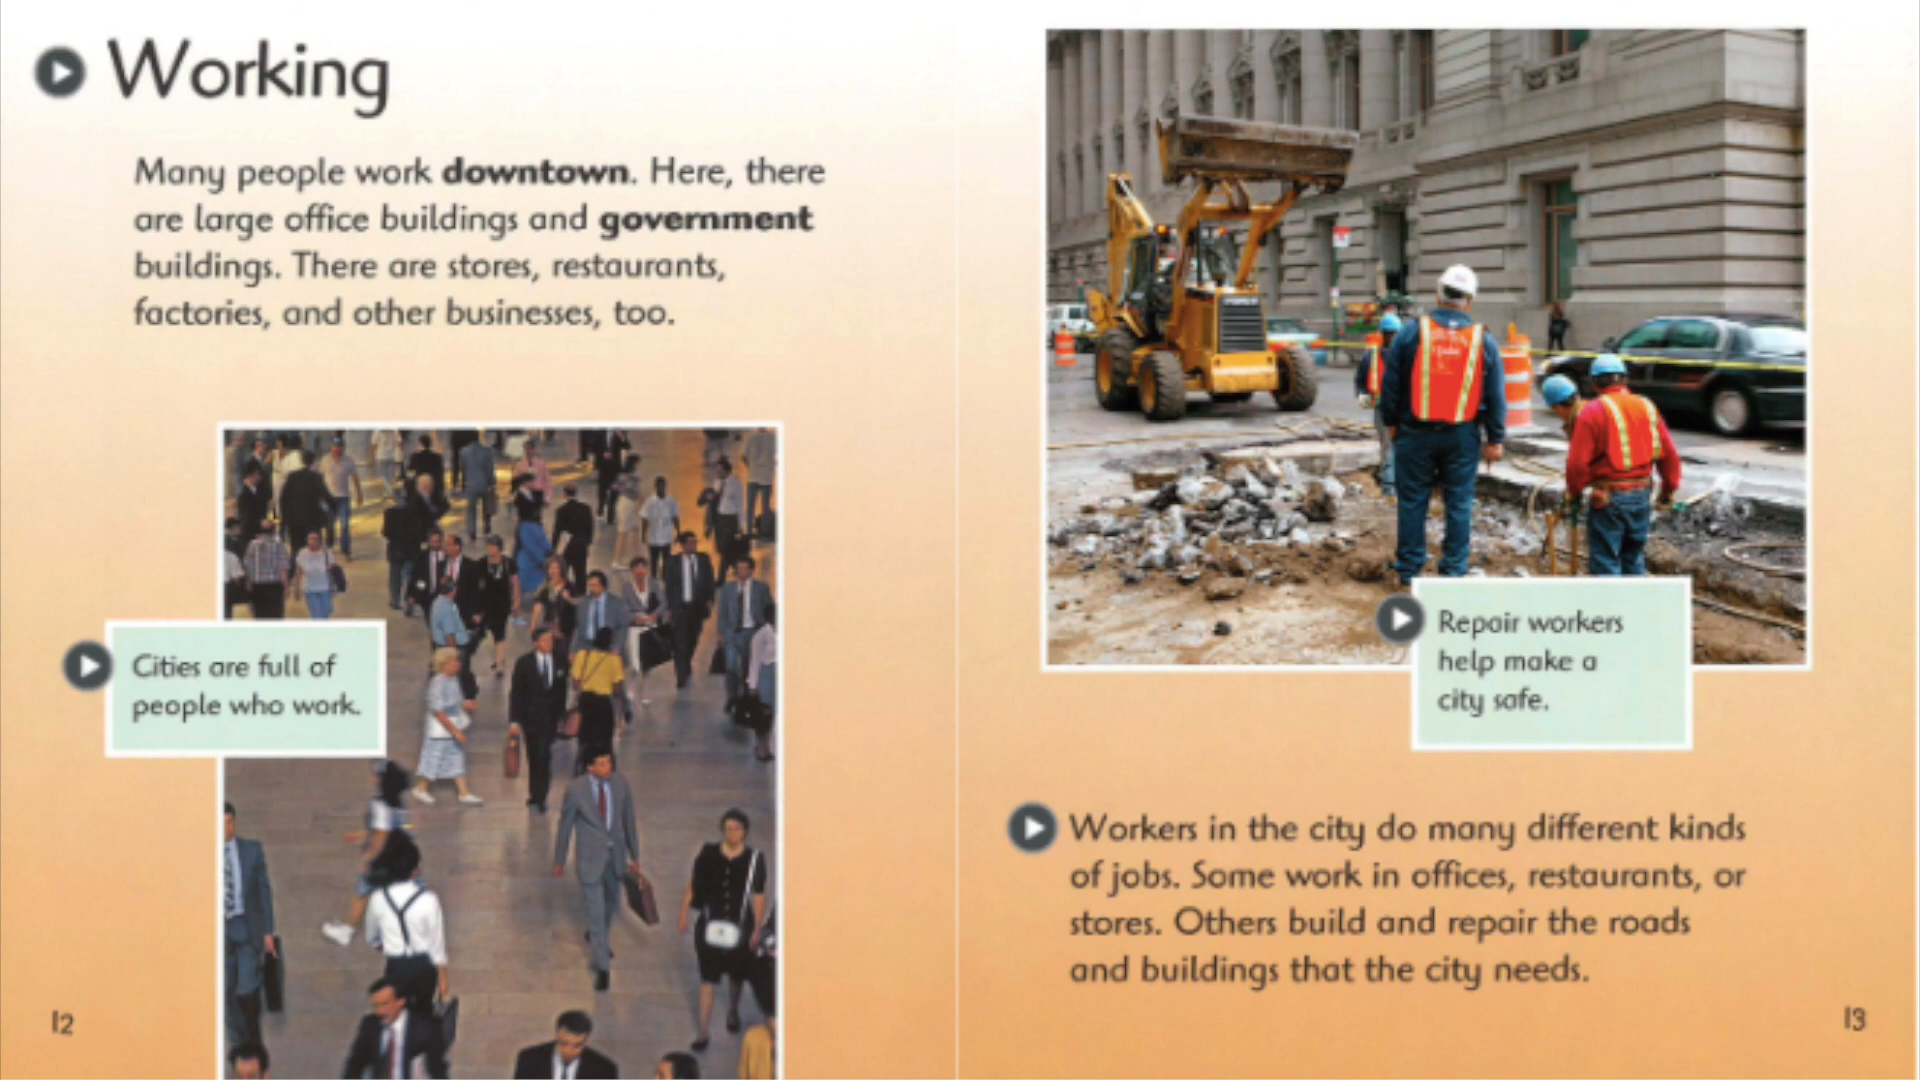 Working
Many people work downtown. Here, there
are large office buildings and government
buildings. There are stores, restaurants,
factories, and other businesses, too.
Cities are full of
people who work.
12
Repair workers
help make a
city safe.
Workers in the city do many different kinds
of jobs. Some work in offices, restaurants, or
stores. Others build and repair the roads
and buildings that the city needs.
13